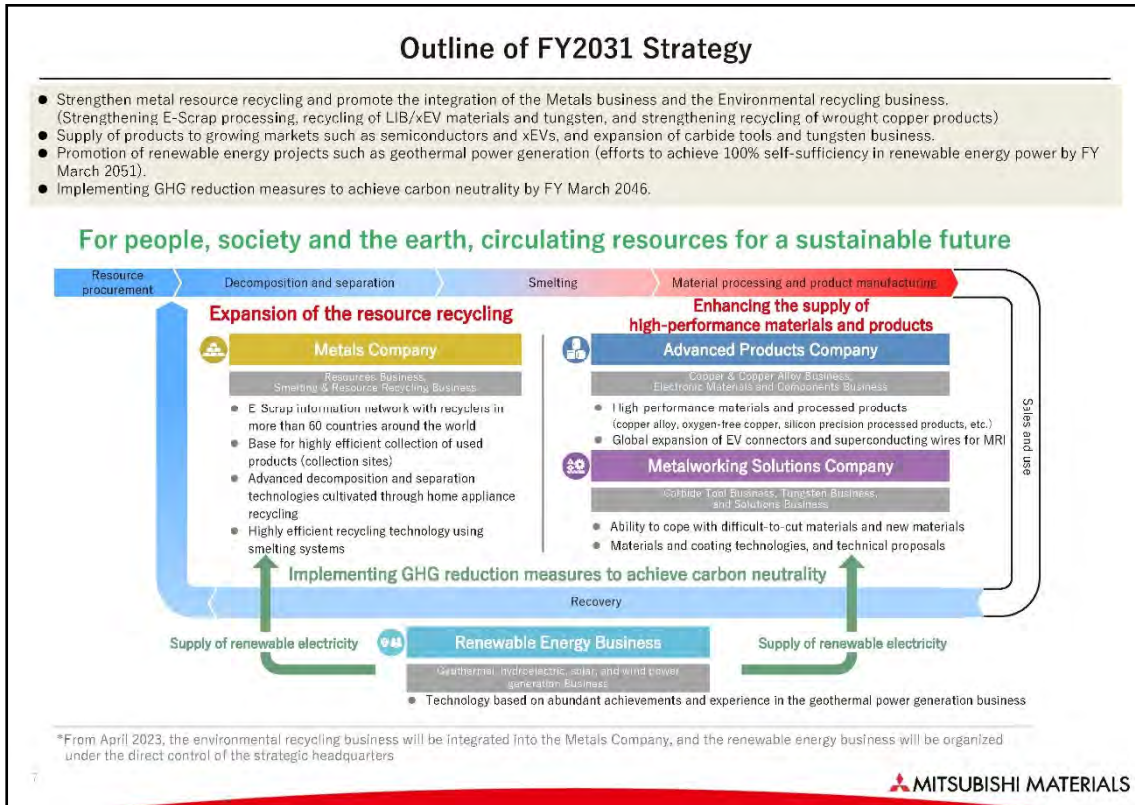 Outline of FY2031 Strategy
● Strengthen metal resource recycling and promote the integration of the Metals business and the Environmental recycling business.
(Strengthening E-Scrap processing, recycling of LIB/xEV materials and tungsten, and strengthening recycling of wrought copper products)
● Supply of products to growing markets such as semiconductors and xEVs, and expansion of carbide tools and tungsten business.
● Promotion of renewable energy projects such as geothermal power generation (efforts to achieve 100% self-sufficiency in renewable energy power by FY
March 2051).
● Implementing GHG reduction measures to achieve carbon neutrality by FY March 2046.
For people, society and the earth, circulating resources for a sustainable future
Resource
procurement
Decomposition and separation
Smelting
Material processing and product manufacturing
Expansion of the resource recycling
Metals Company
Resources Business,
Smelting & Resource Recycling Business
● E-Scrap information network with recyclers in
more than 60 countries around the world
● Base for highly efficient collection of used
products (collection sites)
● Advanced decomposition and separation
technologies cultivated through home appliance
recycling
● Highly efficient recycling technology using
smelting systems
Enhancing the supply of
high-performance materials and products
Advanced Products Company
Copper & Copper Alloy Business,
Electronic Materials and Components Business
● High performance materials and processed products
(copper alloy, oxygen-free copper, silicon precision processed products, etc.)
● Global expansion of EV connectors and superconducting wires for MRI
Metalworking Solutions Company
Carbide Tool Business, Tungsten Business,
and Solutions Business
● Ability to cope with difficult-to-cut materials and new materials
● Materials and coating technologies, and technical proposals
Sales and use
Implementing GHG reduction measures to achieve carbon neutrality
Recovery
Supply of renewable electricity
Renewable Energy Business
Supply of renewable electricity
Geothermal, hydroelectric, solar, and wind power
generation Business
● Technology based on abundant achievements and experience in the geothermal power generation business
*From April 2023, the environmental recycling business will be integrated into the Metals Company, and the renewable energy business will be organized
under the direct control of the strategic headquarters
7
MITSUBISHI MATERIALS